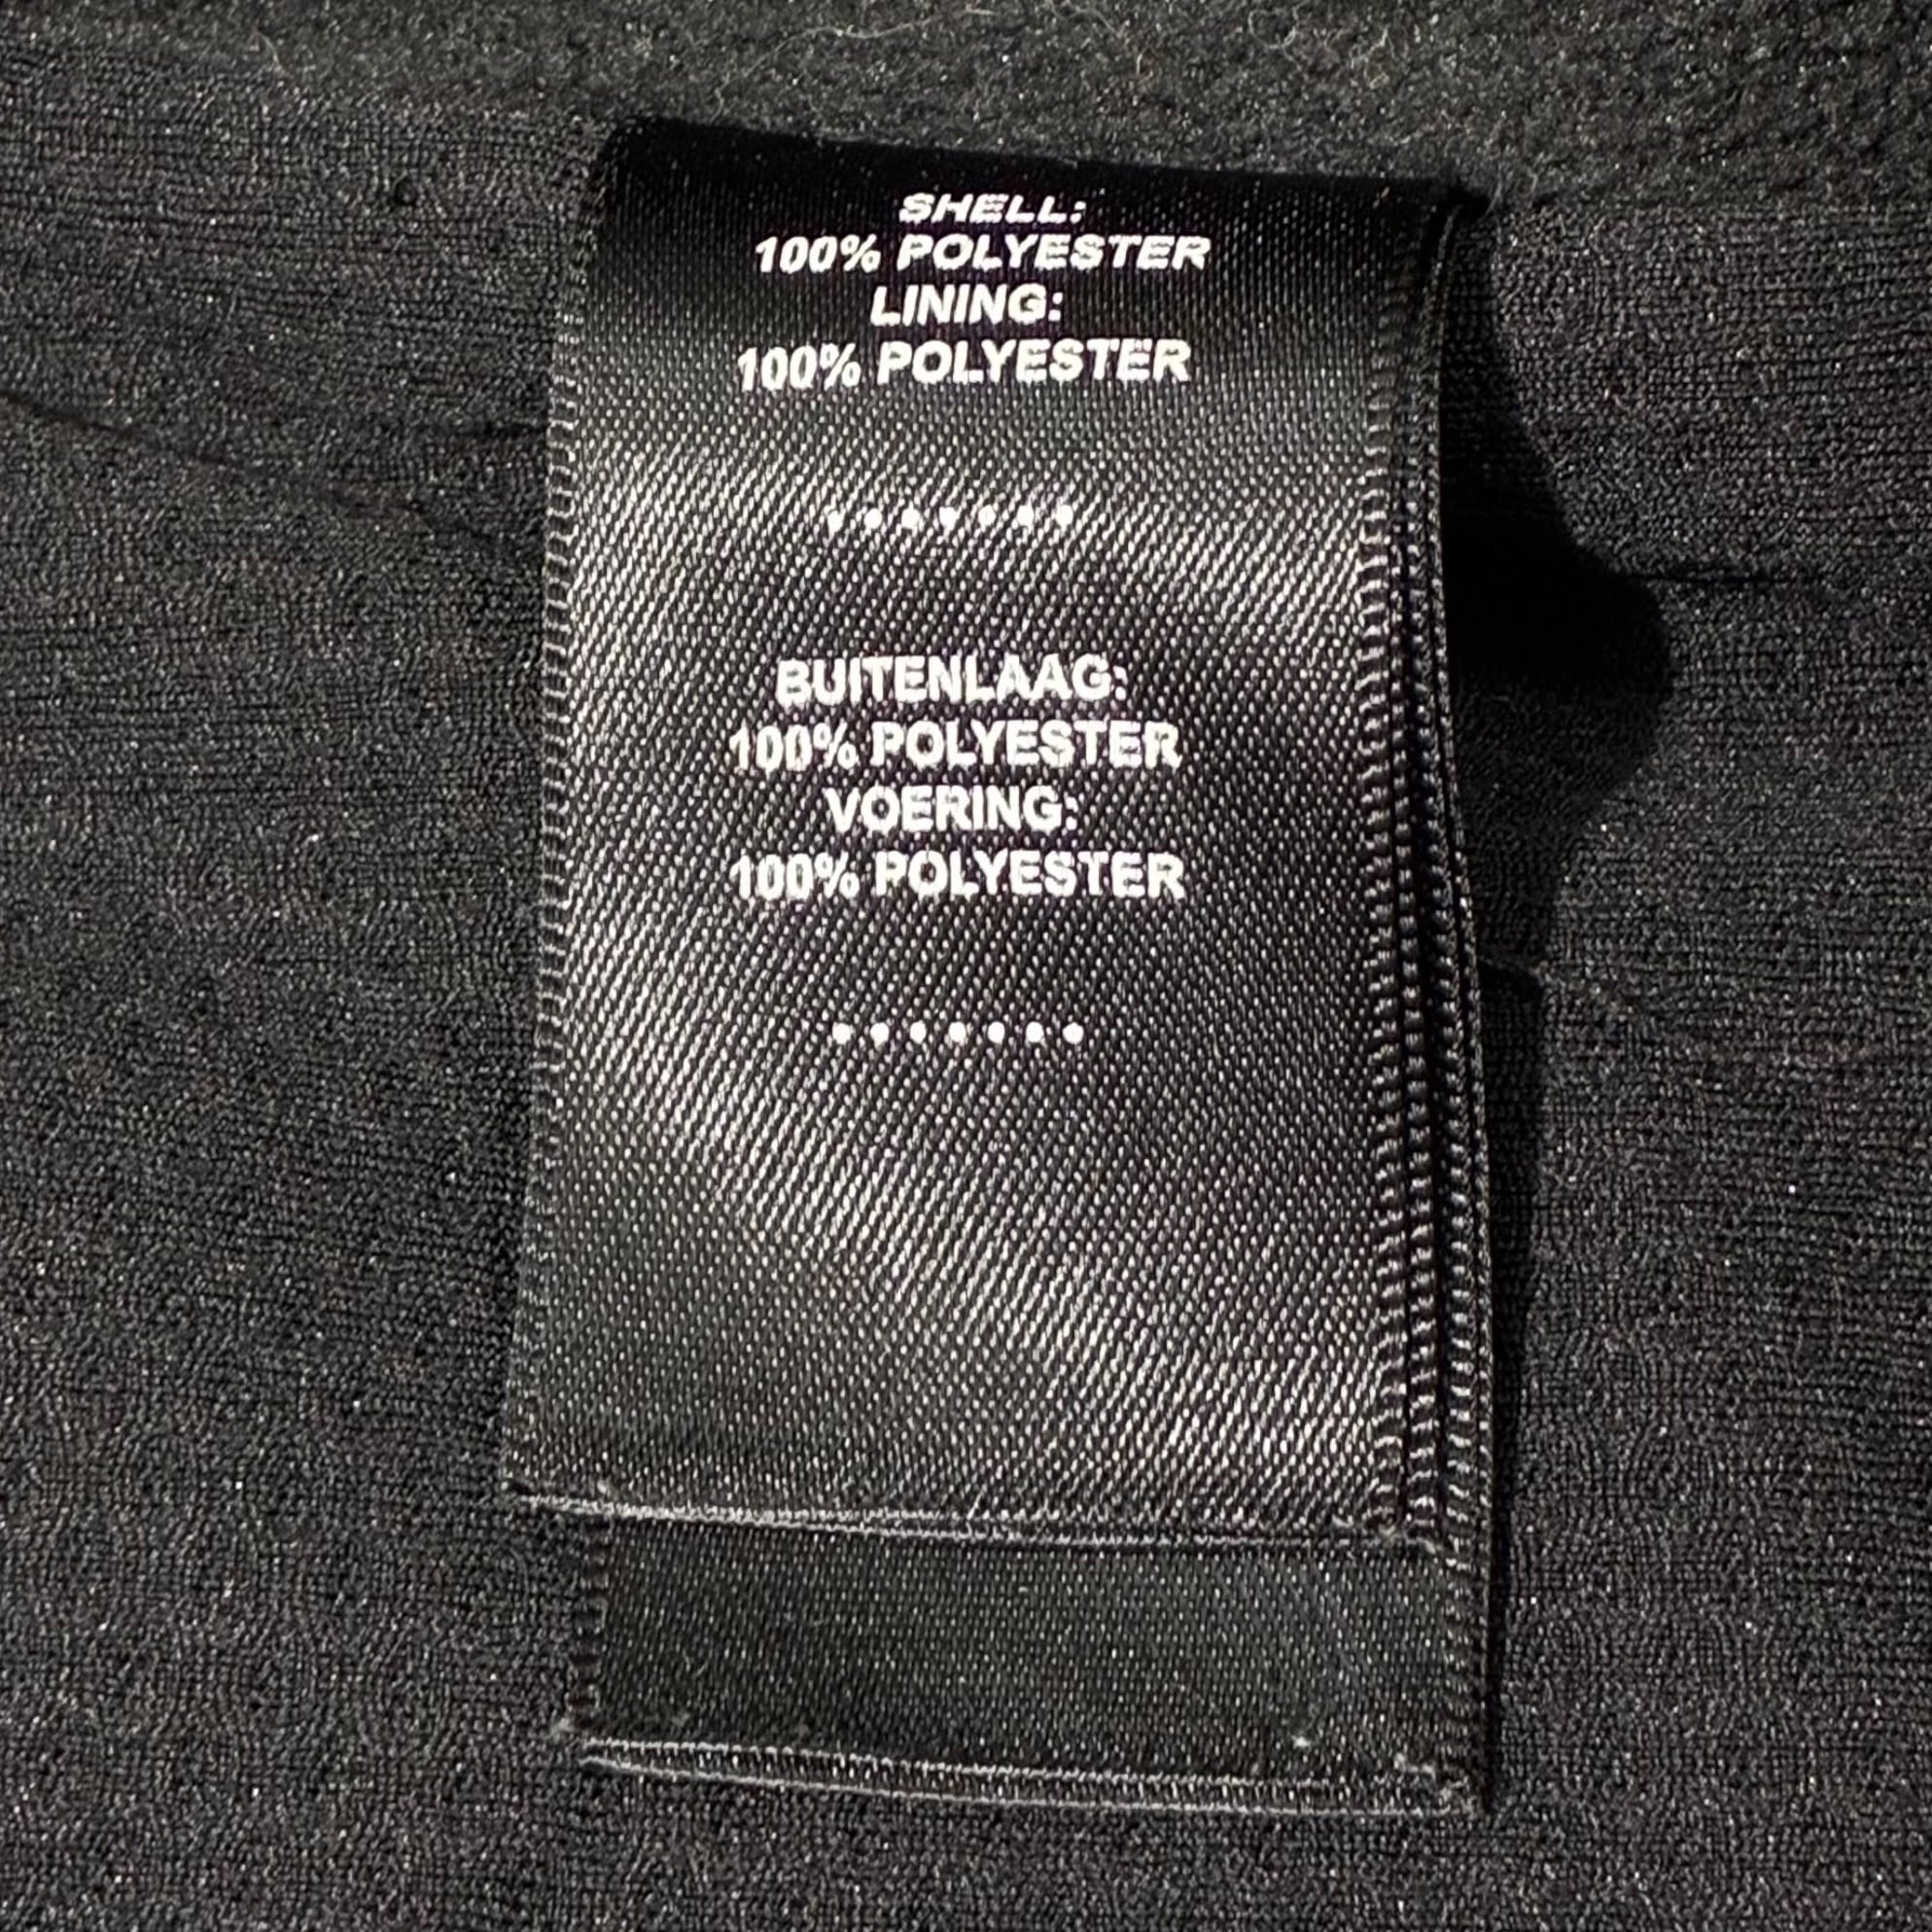 SHELL:
100% POLYESTER
LINING:
100% POLYESTER
.......
BUITENLAAG:
100% POLYESTER
VOERING:
100% POLYESTER
.......